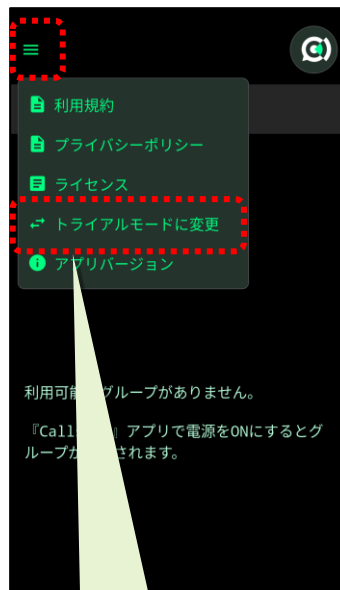 利用規約
プライバシーポリシー
ライセンス
トライアルモードに変更
アプリバージョン
利用可 グループがありません。
『Call 』アプリで電源をONにするとグ
ループが されます。